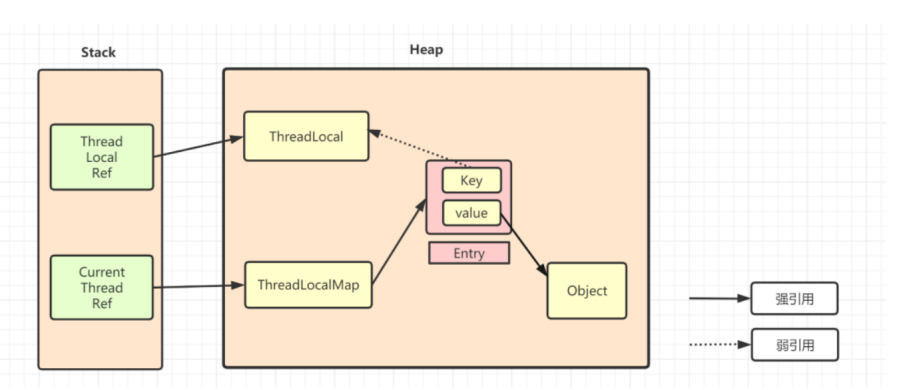 Stack
Heap
Thread
Local
Ref
ThreadLocal
Key
value
Entry
Current
Thread
Ref
ThreadLocalMap
Object
强引用
弱引用